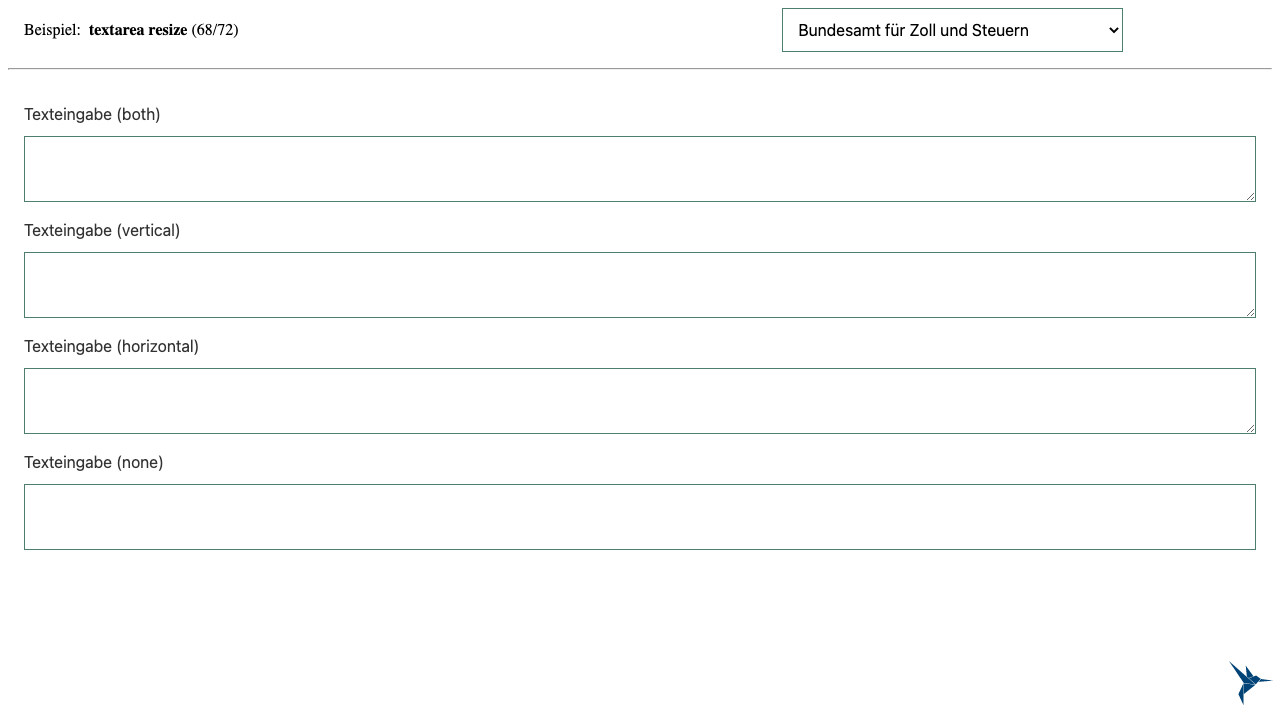 Beispiel: textarea resize (68/72)
Bundesamt für Zoll und Steuern
Texteingabe (both)
Texteingabe (vertical)
Texteingabe (horizontal)
Texteingabe (none)